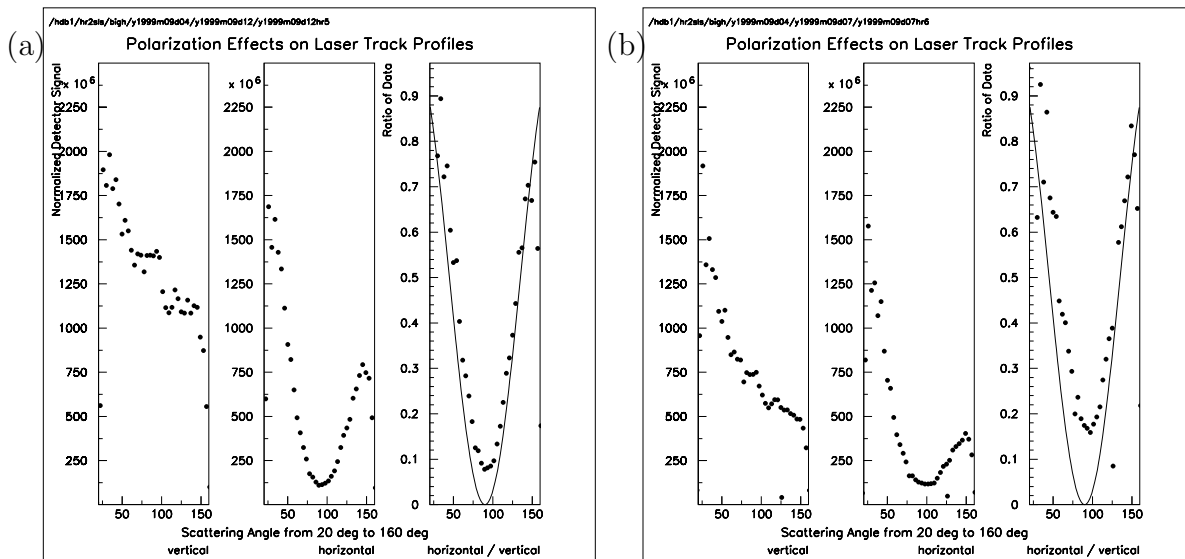 (a)
/hdb1/hr2sls/bigh/y1999m09d04/y1999m09d12/y1999m09d12hr5
Polarization Effects on Laser Track Profiles
Normalized Detector Signal
x 10 6
2250
2000
1750
1500
1250
1000
750
500
250
50 100 150
vertical
x 10 6
2250
2000
1750
1500
1250
1000
750
500
250
50 100 150
horizontal
Ratio of Data
0.9
0.8
0.7
0.6
0.5
0.4
0.3
0.2
0.1
0
50 100 150
horizontal / vertical
Scattering Angle from 20 deg to 160 deg
(b)
/hdb1/hr2sls/bigh/y1999m09d04/y1999m09d07/y1999m09d07hr6
Polarization Effects on Laser Track Profiles
Normalized Detector Signal
x 10 6
2250
2000
1750
1500
1250
1000
750
500
250
50 100 150
vertical
x 10 6
2250
2000
1750
1500
1250
1000
750
500
250
50 100 150
horizontal
Ratio of Data
0.9
0.8
0.7
0.6
0.5
0.4
0.3
0.2
0.1
0
50 100 150
horizontal / vertical
Scattering Angle from 20 deg to 160 deg